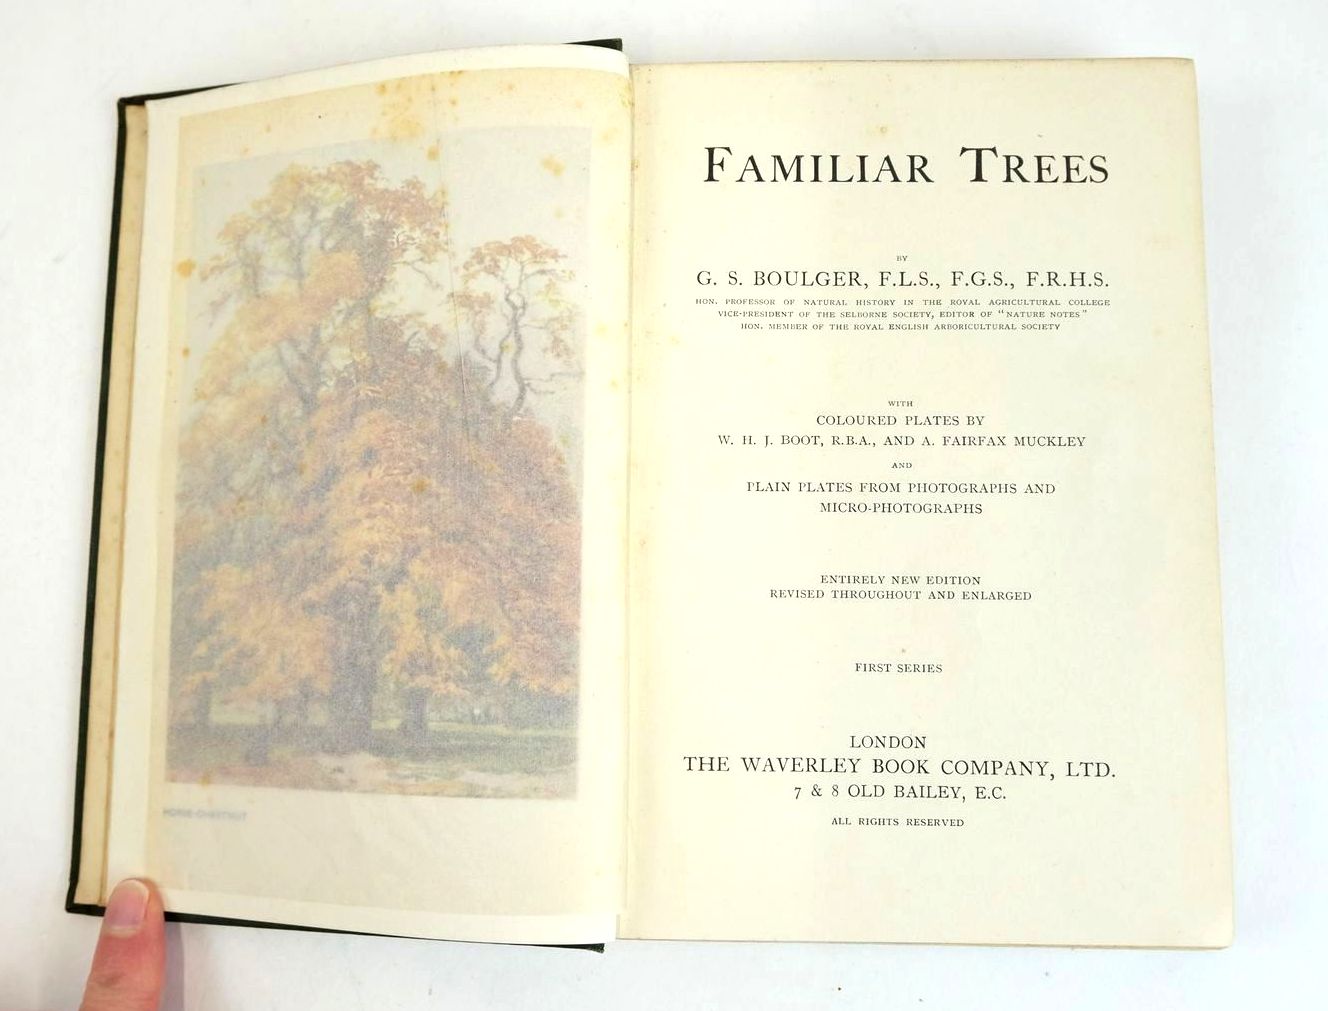 HORSE-CHESTNUT
FAMILIAR TREES
BY
G. S. BOULGER, F.L.S., F.G.S., F.R.H.S.
HON. PROFESSOR OF NATURAL HISTORY IN THE ROYAL AGRICULTURAL COLLEGE
VICE-PRESIDENT OF THE SELBORNE SOCIETY, EDITOR OF "NATURE NOTES"
HON. MEMBER OF THE ROYAL ENGLISH ARBORICULTURAL SOCIETY
WITH
COLOURED PLATES BY
W. H. J. BOOT, R.B.A., AND A. FAIRFAX MUCKLEY
AND
PLAIN PLATES FROM PHOTOGRAPHS AND
MICRO-PHOTOGRAPHS
ENTIRELY NEW EDITION
REVISED THROUGHOUT AND ENLARGED
FIRST SERIES
LONDON
THE WAVERLEY BOOK COMPANY, LTD.
7 & 8 OLD BAILEY, E.C.
ALL RIGHTS RESERVED